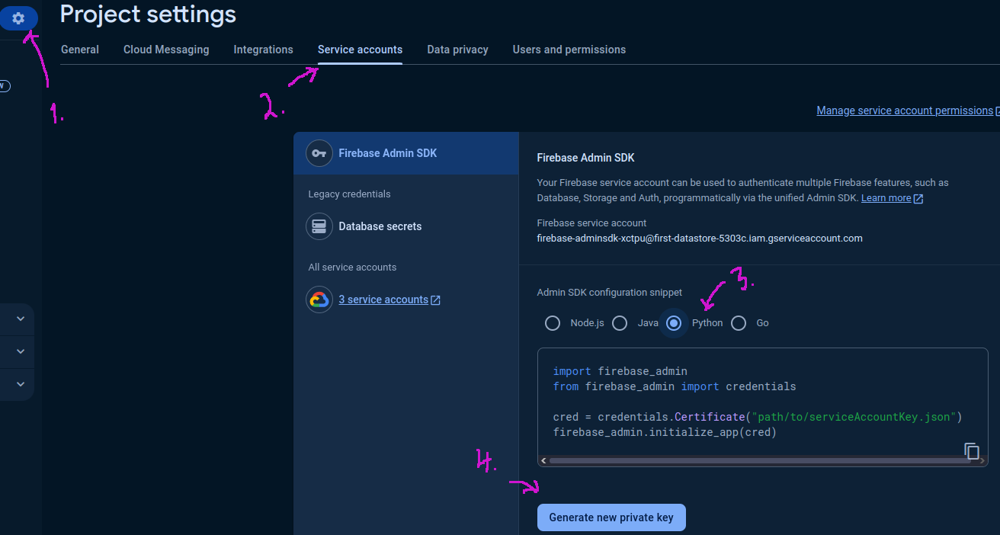 Project settings
General Cloud Messaging Integrations Service accounts Data privacy Users and permissions
1.
2.
Manage service account permissions
Firebase Admin SDK
Legacy credentials
Database secrets
All service accounts
3 service accounts
Firebase Admin SDK
Your Firebase service account can be used to authenticate multiple Firebase features, such as
Database, Storage and Auth, programmatically via the unified Admin SDK. Learn more
Firebase service account
firebase-adminsdk-xctpu@first-datastore-5303c.iam.gserviceaccount.com
3.
Admin SDK configuration snippet
Node.js Java Python Go
import firebase_admin
from firebase_admin import credentials
cred = credentials.Certificate("path/to/serviceAccountKey.json")
firebase_admin.initialize_app(cred)
4.
Generate new private key